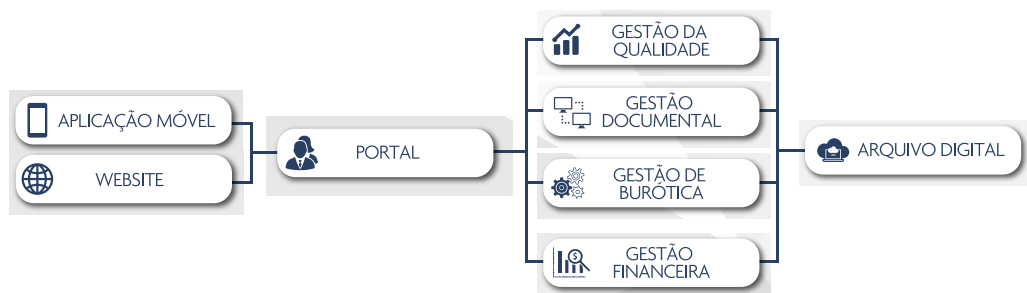 APLICAÇÃO MÓVEL
WEBSITE
PORTAL
GESTÃO DA
QUALIDADE
GESTÃO
DOCUMENTAL
GESTÃO DE
BURÓTICA
GESTÃO
FINANCEIRA
ARQUIVO DIGITAL